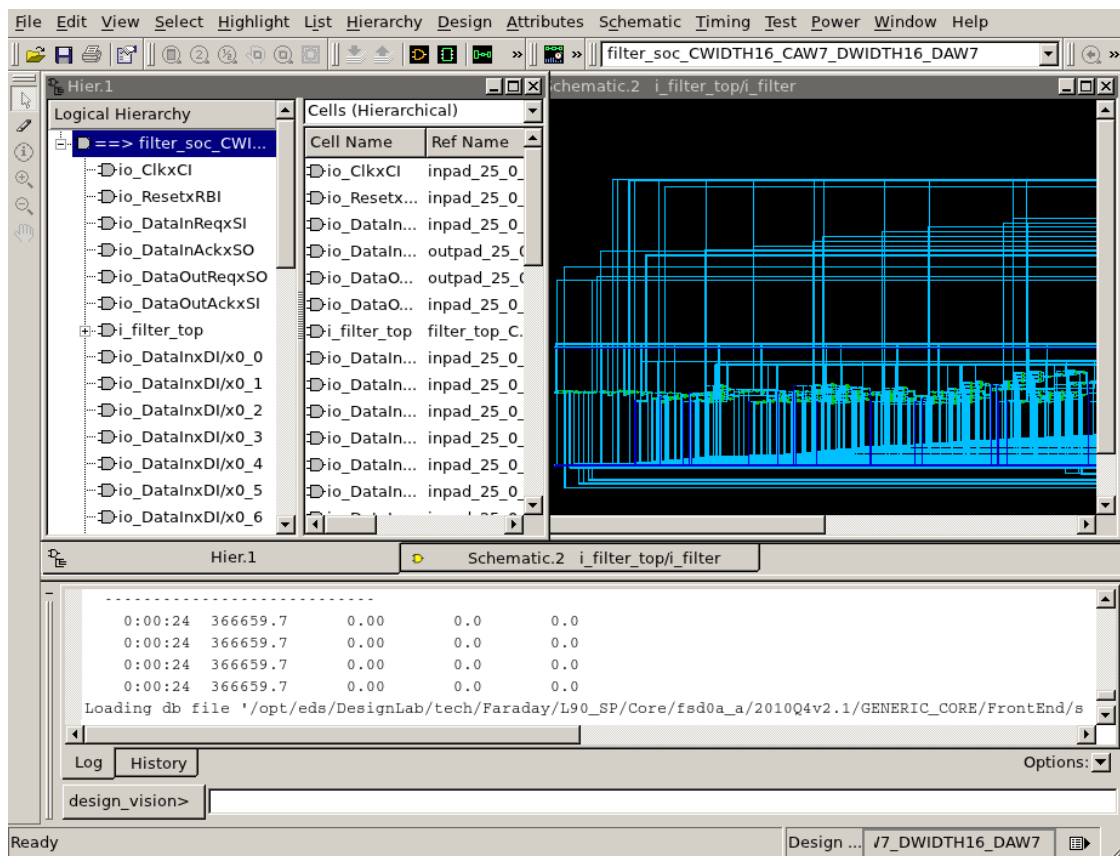 File Edit View Select Highlight List Hierarchy Design Attributes Schematic Timing Test Power Window Help
filter_soc_CWIDTH16_CAW7_DWIDTH16_DAW7
Hier.1
Schematic.2 i_filter_top/i_filter
Logical Hierarchy
==> filter_soc_CWI...
io_ClkxCI
io_ResetxRBI
io_DataInReqxSI
io_DataInAckxSO
io_DataOutReqxSO
io_DataOutAckxSI
i_filter_top
io_DataInxDI/x0_0
io_DataInxDI/x0_1
io_DataInxDI/x0_2
io_DataInxDI/x0_3
io_DataInxDI/x0_4
io_DataInxDI/x0_5
io_DataInxDI/x0_6
Cells (Hierarchical)
Cell Name Ref Name
io_ClkxCI inpad_25_0_
io_Resetx... inpad_25_0_
io_DataIn... inpad_25_0_
io_DataIn... outpad_25_0
io_DataO... outpad_25_0
io_DataO... inpad_25_0_
i_filter_top filter_top_C.
io_DataIn... inpad_25_0_
io_DataIn... inpad_25_0_
io_DataIn... inpad_25_0_
io_DataIn... inpad_25_0_
io_DataIn... inpad_25_0_
io_DataIn... inpad_25_0_
Hier.1
Schematic.2 i_filter_top/i_filter
----------------------------
0:00:24 366659.7 0.00 0.0 0.0
0:00:24 366659.7 0.00 0.0 0.0
0:00:24 366659.7 0.00 0.0 0.0
0:00:24 366659.7 0.00 0.0 0.0
Loading db file '/opt/eds/DesignLab/tech/Faraday/L90_SP/Core/fsd0a_a/2010Q4v2.1/GENERIC_CORE/FrontEnd/s
Log History
Options:
design_vision>
Ready
Design ... /7_DWIDTH16_DAW7